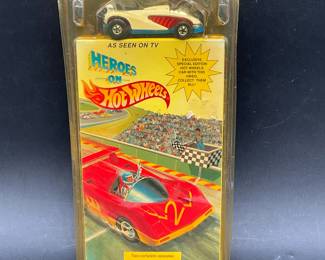 AS SEEN ON TV
HEROES
ON
Hot Wheels
EXCLUSIVE
SPECIAL EDITION
HOT WHEELS
CAR WITH THIS
VIDEO.
COLLECT THEM
ALL!
2